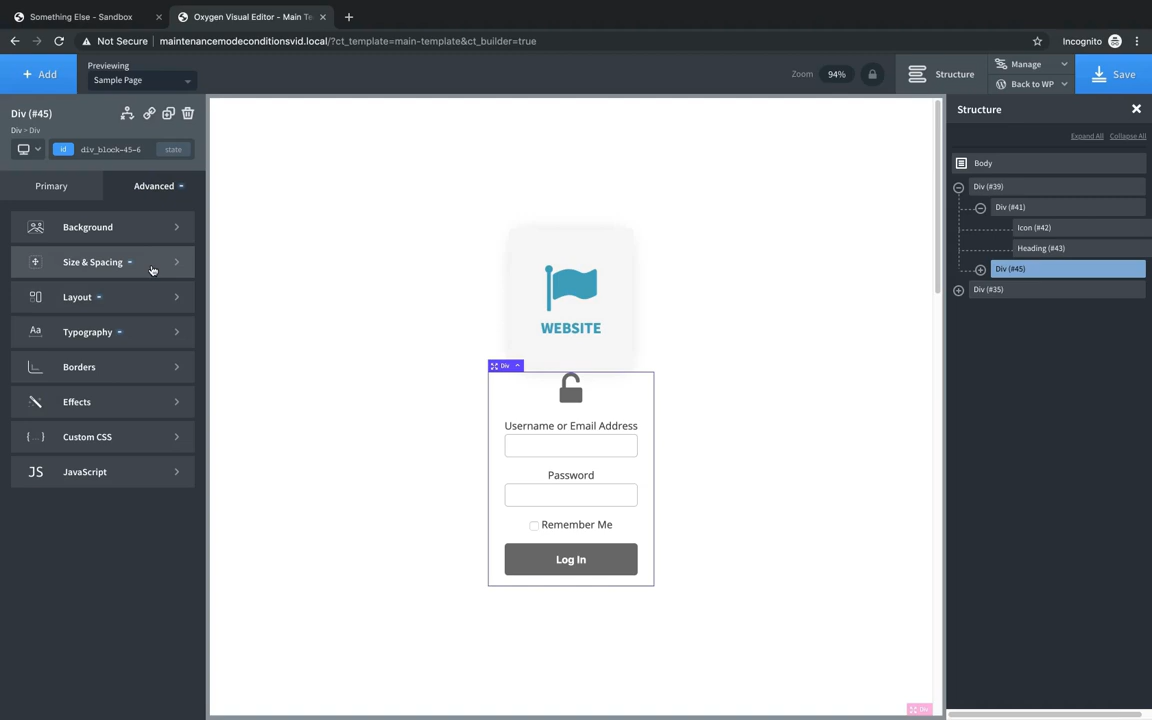 Something Else - Sandbox
Oxygen Visual Editor - Main Te
Not Secure
maintenancemodeconditionsvid.local/?ct_template=main-template&ct_builder=true
Incognito
+ Add
Previewing
Sample Page
Zoom
94%
Structure
Manage
Back to WP
Save
Div (#45)
Div > Div
id
div_block-45-6
state
Primary
Advanced
Background
Size & Spacing
Layout
Typography
Borders
Effects
Custom CSS
JavaScript
Aa
{...}
JS
WEBSITE
Div
Username or Email Address
Password
Remember Me
Log In
Div
Structure
Expand All
Collapse All
Body
Div (#39)
Div (#41)
Icon (#42)
Heading (#43)
Div (#45)
Div (#35)